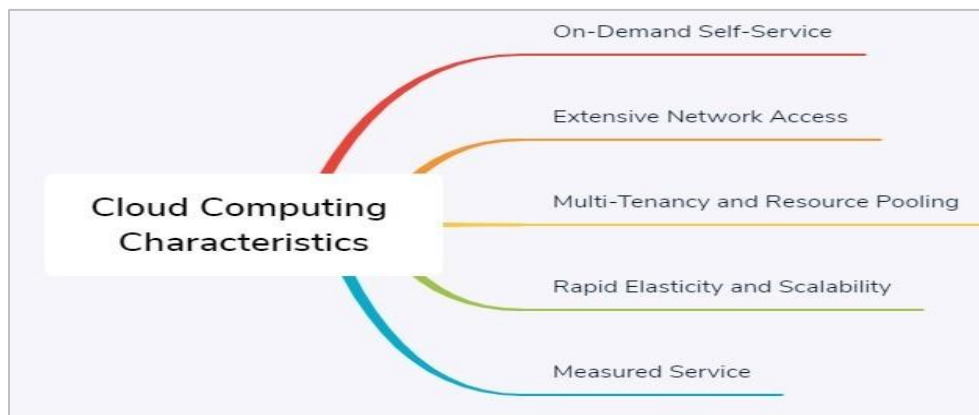 On-Demand Self-Service
Extensive Network Access
Cloud Computing
Characteristics
Multi-Tenancy and Resource Pooling
Rapid Elasticity and Scalability
Measured Service